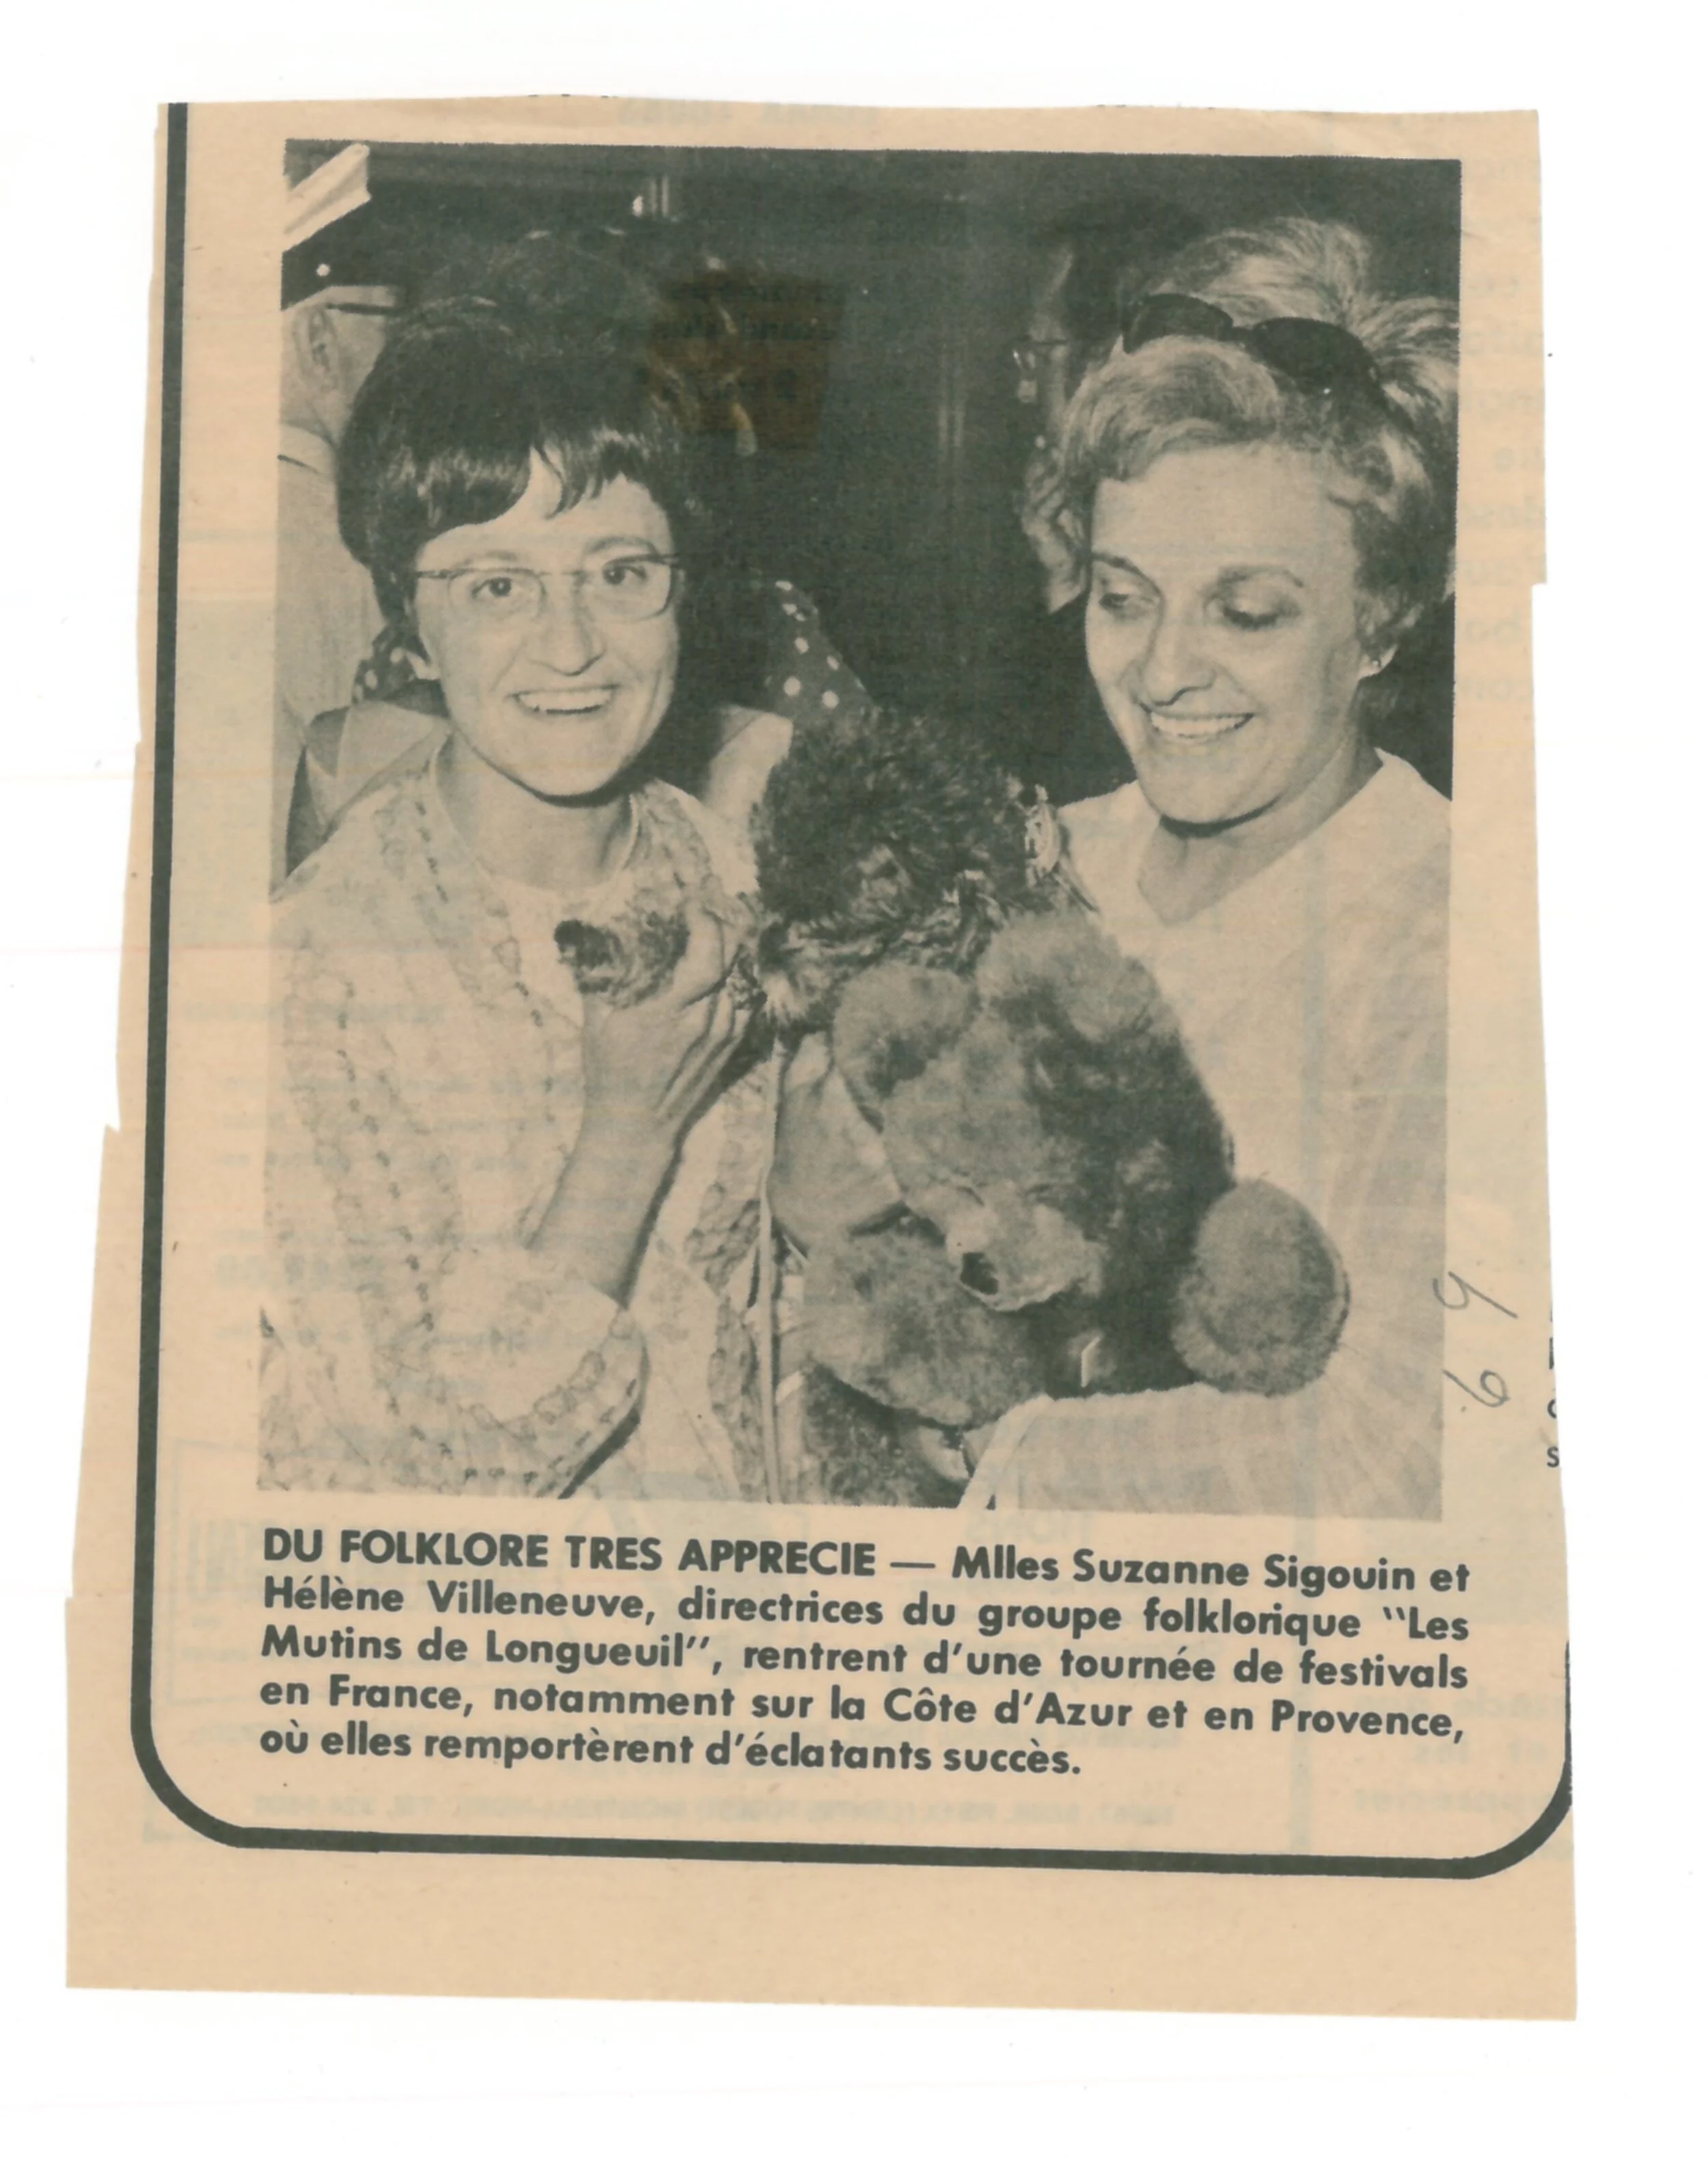 DU FOLKLORE TRES APPRECIE — Mlles Suzanne Sigouin et
Hélène Villeneuve, directrices du groupe folklorique "Les
Mutins de Longueuil", rentrent d'une tournée de festivals
en France, notamment sur la Côte d'Azur et en Provence,
où elles remportèrent d'éclatants succès.